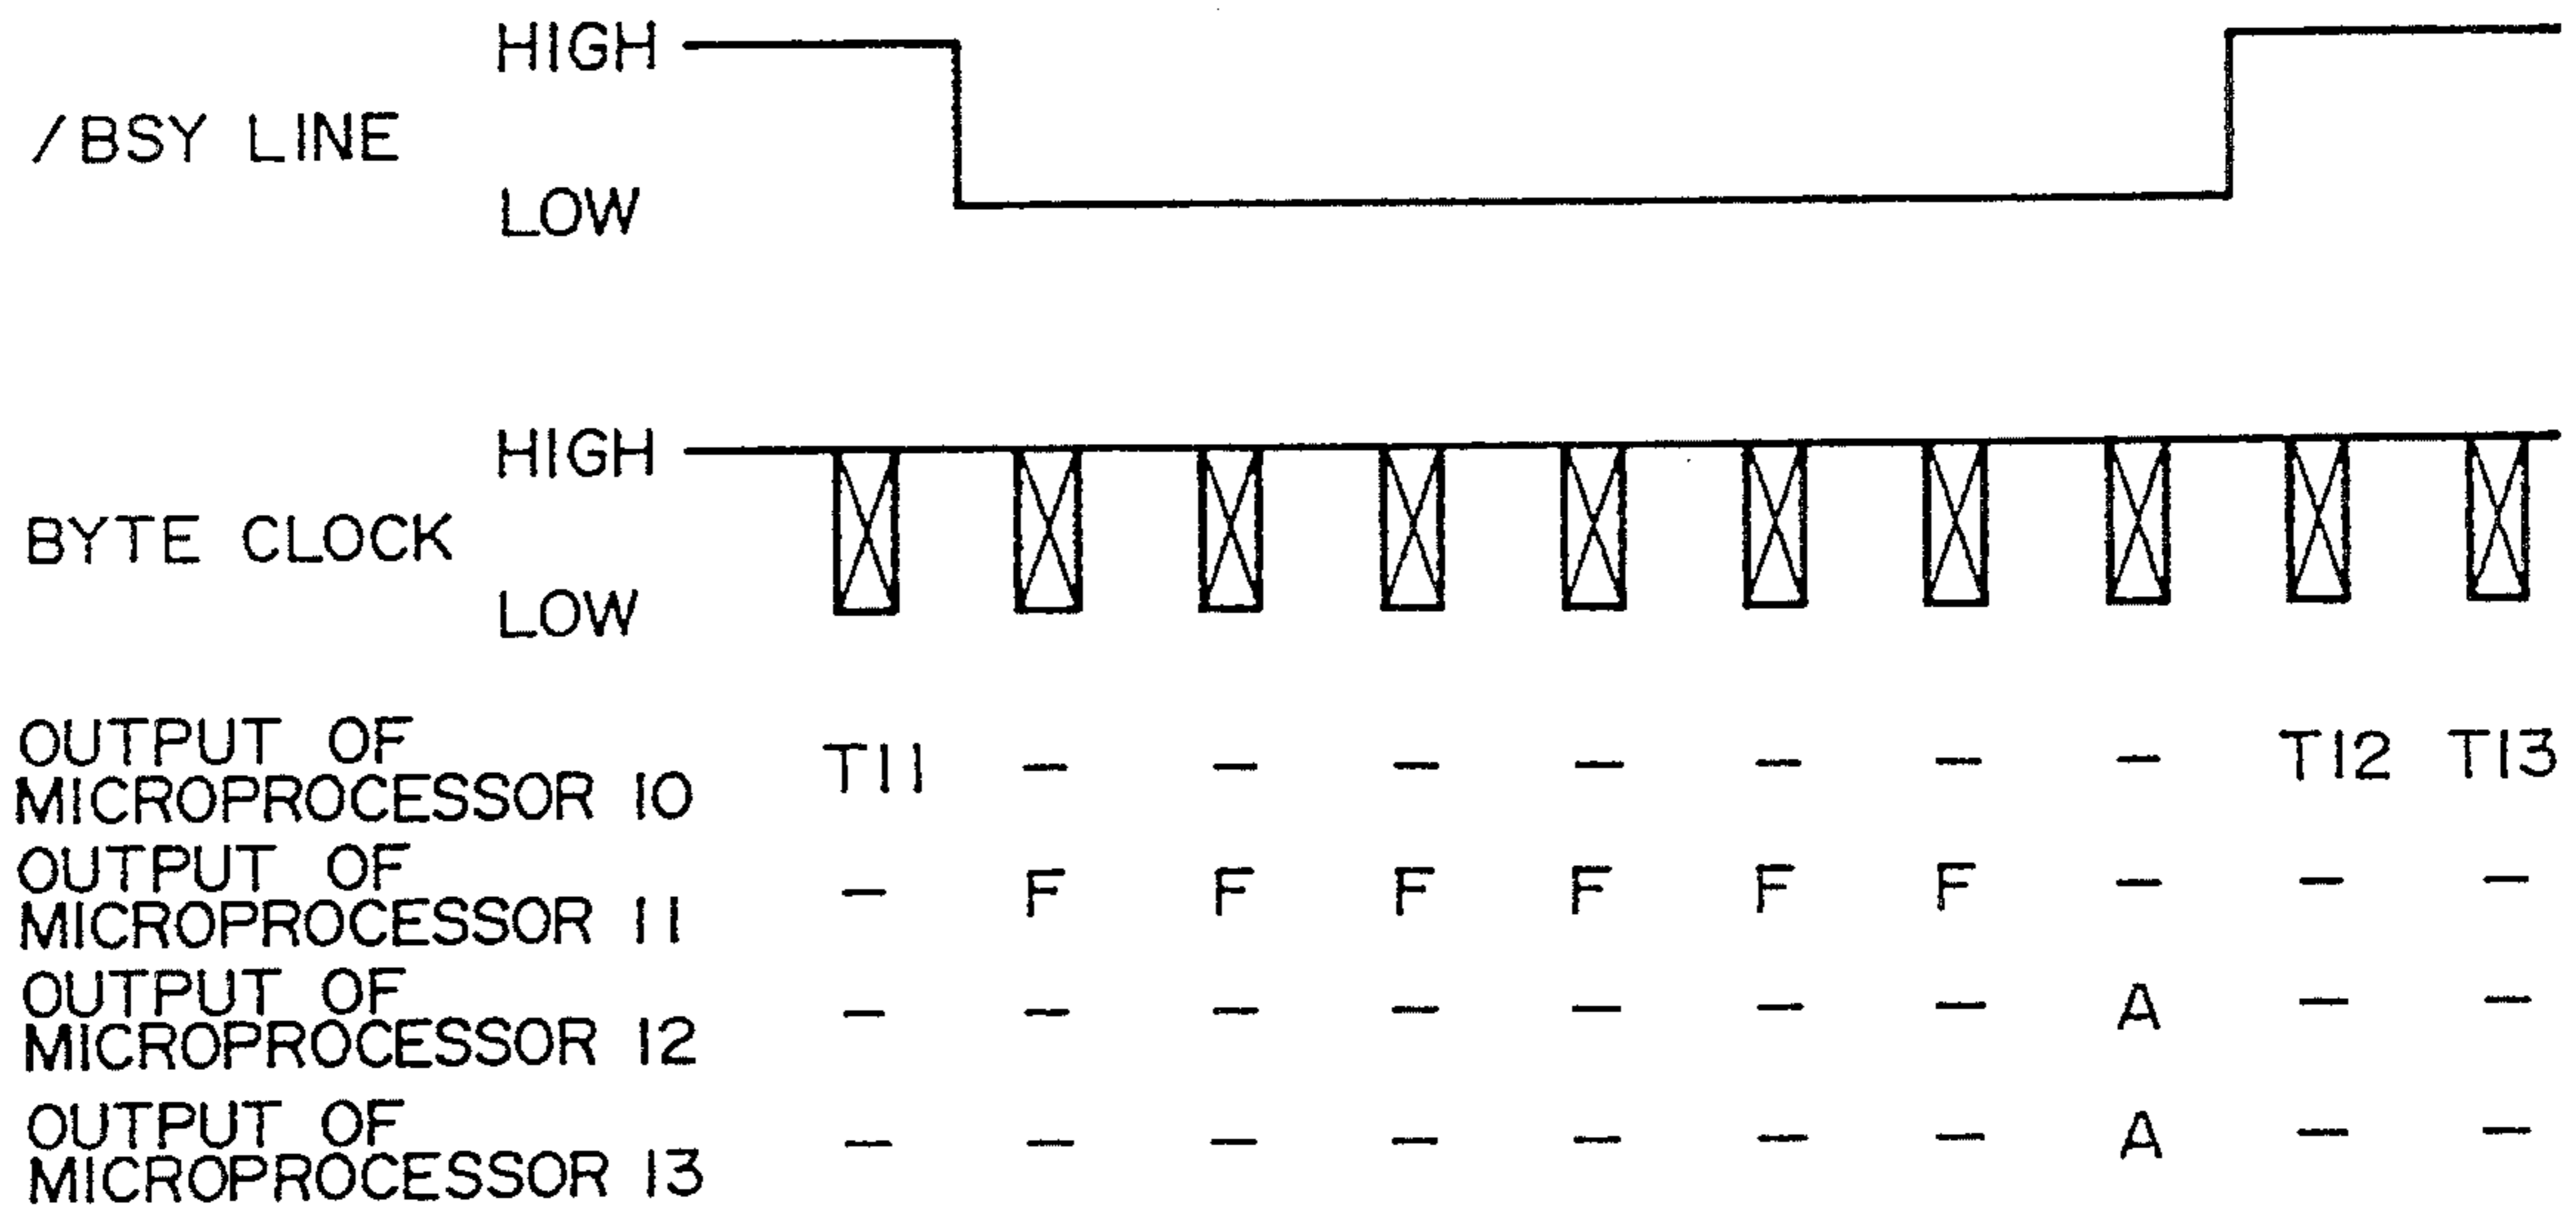 HIGH
/BSY LINE
LOW
HIGH
BYTE CLOCK
LOW
OUTPUT OF
MICROPROCESSOR 10 T11 – – – – – – – T12 T13
OUTPUT OF
MICROPROCESSOR 11 – F F F F F F – – –
OUTPUT OF
MICROPROCESSOR 12 – – – – – – – A – –
OUTPUT OF
MICROPROCESSOR 13 – – – – – – – A – –